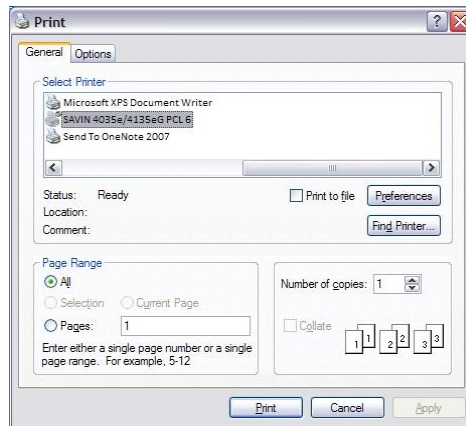 Print
General Options
Select Printer
Microsoft XPS Document Writer
SAVIN 4035e/4135eG PCL 6
Send To OneNote 2007
Status: Ready
Print to file Preferences
Location:
Comment:
Find Printer...
Page Range
All
Selection Current Page
Pages: 1
Enter either a single page number or a single
page range. For example, 5-12
Number of copies: 1
Collate
1 1 2 2 3 3
Print Cancel Apply